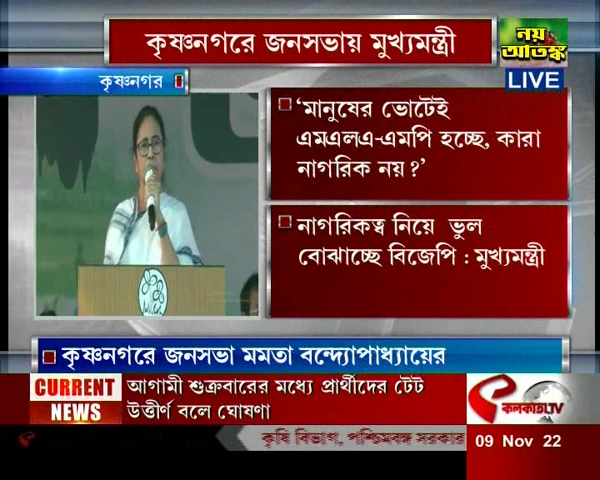 কৃষ্ণনগরে জনসভায় মুখ্যমন্ত্রী
নয়া
আতঙ্ক
কৃষ্ণনগর
LIVE
‘মানুষের ভোটেই
এমএলএ-এমপি হচ্ছে, কারা
নাগরিক নয় ?’
নাগরিকত্ব নিয়ে ভুল
বোঝাচ্ছে বিজেপি : মুখ্যমন্ত্রী
কৃষ্ণনগরে জনসভা মমতা বন্দ্যোপাধ্যায়ের
CURRENT
NEWS
আগামী শুক্রবারের মধ্যে প্রার্থীদের টেট
উত্তীর্ণ বলে ঘোষণা
কলকাতাTV
কৃষি বিভাগ, পশ্চিমবঙ্গ সরকার
09 Nov 22